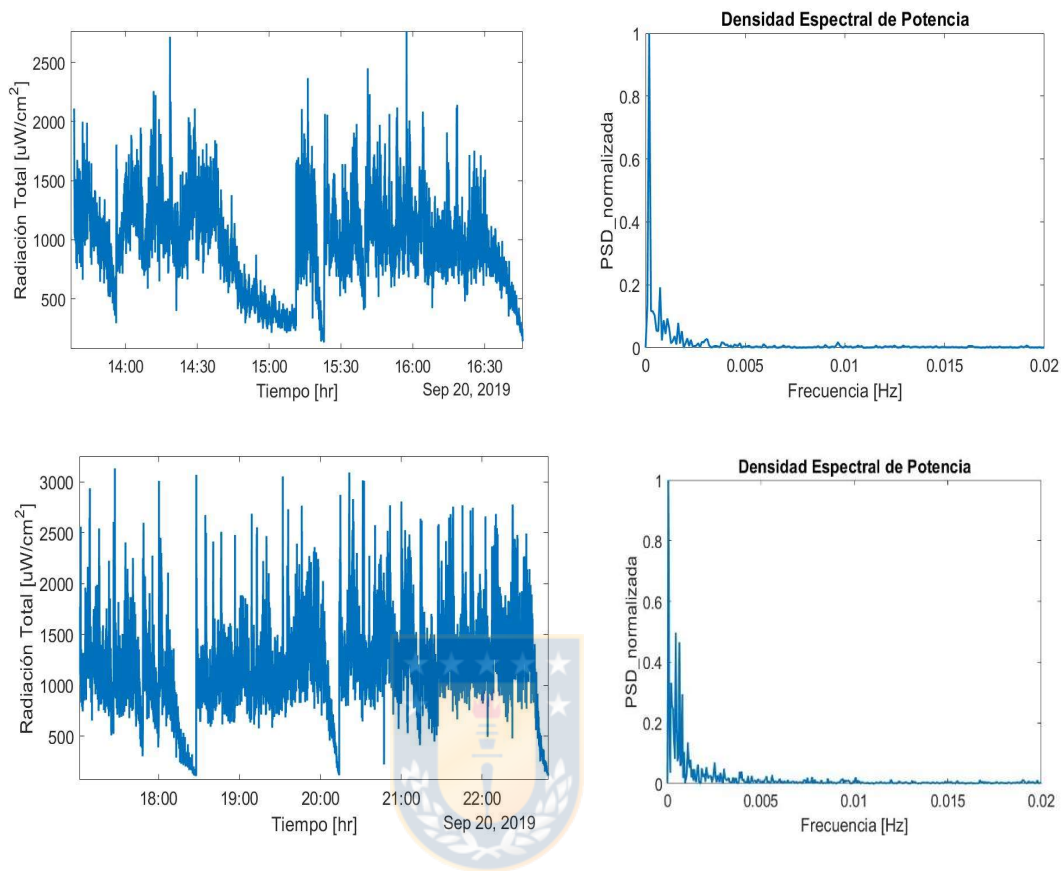 Radiación Total [uW/cm²]
2500
2000
1500
1000
500
14:00 14:30 15:00 15:30 16:00 16:30
Tiempo [hr]
Sep 20, 2019
Densidad Espectral de Potencia
PSD_normalizada
1
0.8
0.6
0.4
0.2
0
0 0.005 0.01 0.015 0.02
Frecuencia [Hz]
Radiación Total [uW/cm²]
3000
2500
2000
1500
1000
500
18:00 19:00 20:00 21:00 22:00
Tiempo [hr]
Sep 20, 2019
Densidad Espectral de Potencia
PSD_normalizada
1
0.8
0.6
0.4
0.2
0
0 0.005 0.01 0.015 0.02
Frecuencia [Hz]